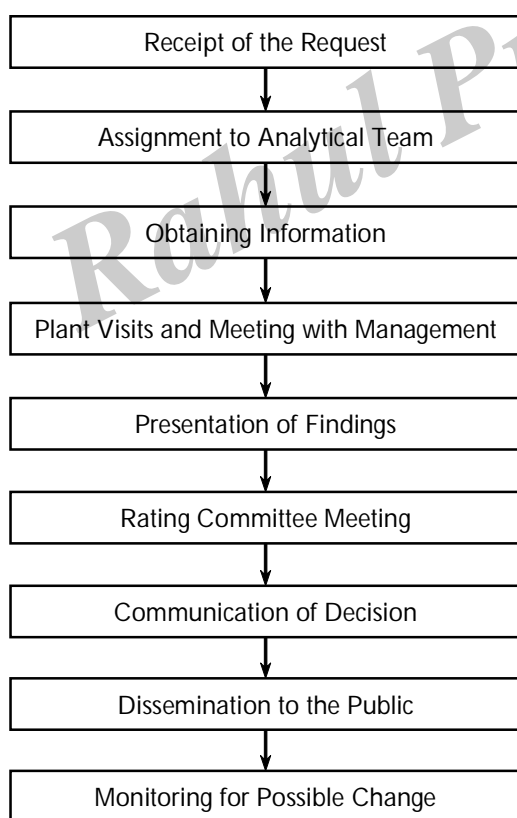 Receipt of the Request
Assignment to Analytical Team
Obtaining Information
Plant Visits and Meeting with Management
Presentation of Findings
Rating Committee Meeting
Communication of Decision
Dissemination to the Public
Monitoring for Possible Change
Rahul